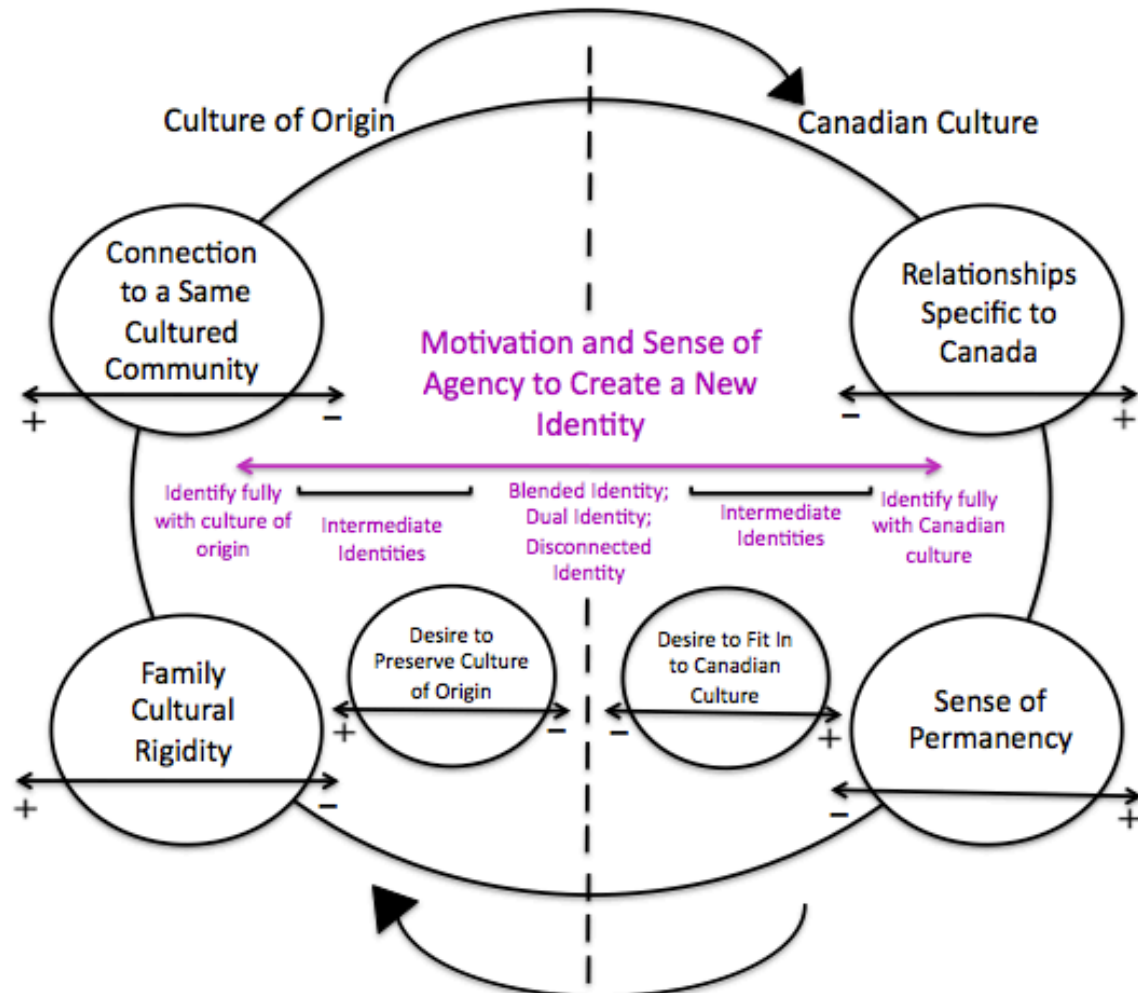 Culture of Origin
Canadian Culture
Connection
to a Same
Cultured
Community
+
−
Relationships
Specific to
Canada
−
+
Motivation and Sense of
Agency to Create a New
Identity
Identify fully
with culture of
origin
Intermediate
Identities
Blended Identity;
Dual Identity;
Disconnected
Identity
Intermediate
Identities
Identify fully
with Canadian
culture
Family
Cultural
Rigidity
+
−
Desire to
Preserve Culture
of Origin
+
−
Desire to Fit In
to Canadian
Culture
−
+
Sense of
Permanency
−
+